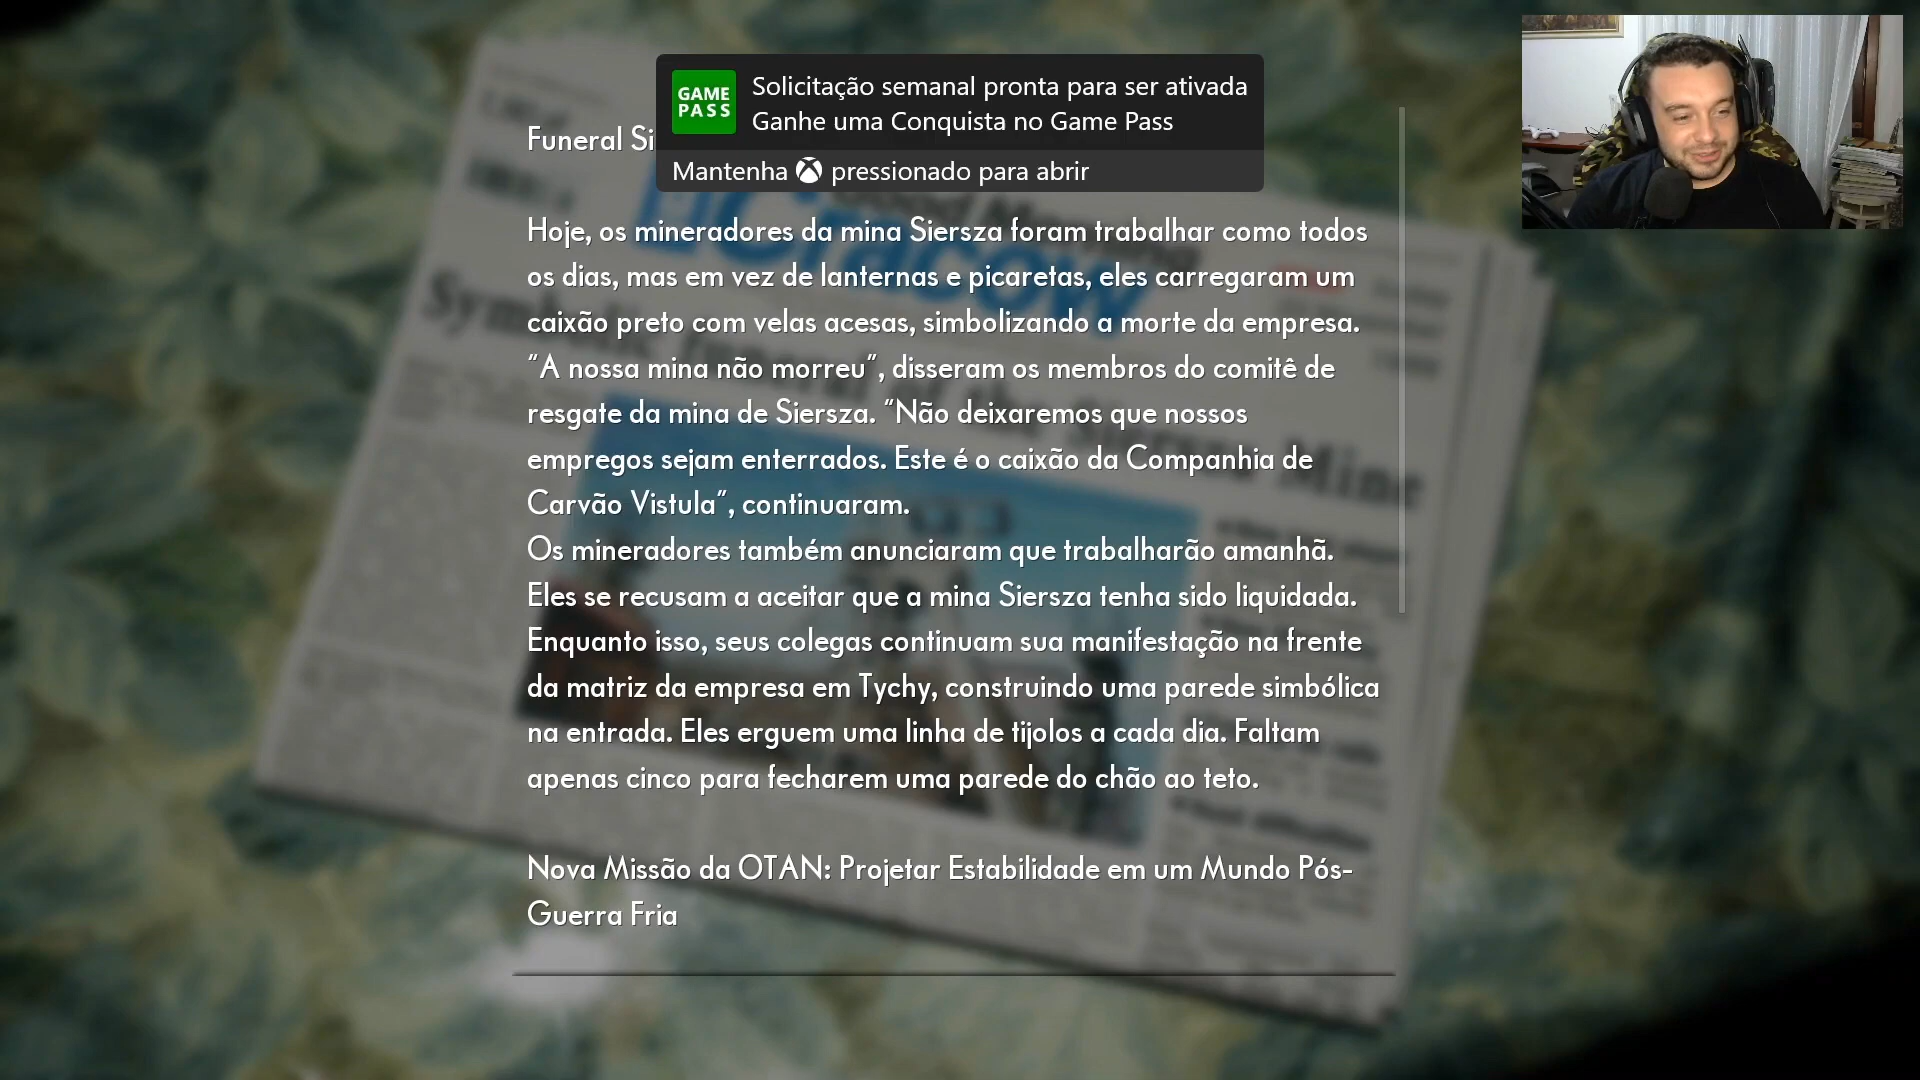 GAME PASS
Solicitação semanal pronta para ser ativada
Ganhe uma Conquista no Game Pass
Mantenha pressionado para abrir
Funeral
Hoje, os mineradores da mina Siersza foram trabalhar como todos
os dias, mas em vez de lanternas e picaretas, eles carregaram um
caixão preto com velas acesas, simbolizando a morte da empresa.
"A nossa mina não morreu", disseram os membros do comitê de
resgate da mina de Siersza. "Não deixaremos que nossos
empregos sejam enterrados. Este é o caixão da Companhia de
Carvão Vistula", continuaram.
Os mineradores também anunciaram que trabalharão amanhã.
Eles se recusam a aceitar que a mina Siersza tenha sido liquidada.
Enquanto isso, seus colegas continuam sua manifestação na frente
da matriz da empresa em Tychy, construindo uma parede simbólica
na entrada. Eles erguem uma linha de tijolos a cada dia. Faltam
apenas cinco para fecharem uma parede do chão ao teto.
Nova Missão da OTAN: Projetar Estabilidade em um Mundo Pós-
Guerra Fria